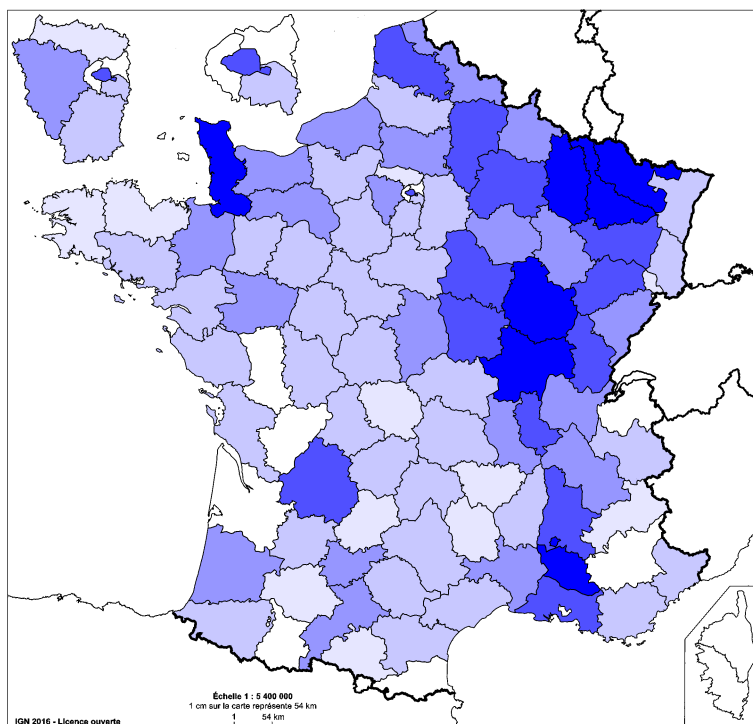 Échelle 1 : 5 400 000
1 cm sur la carte représente 54 km
1 54 km
IGN 2016 - Licence ouverte